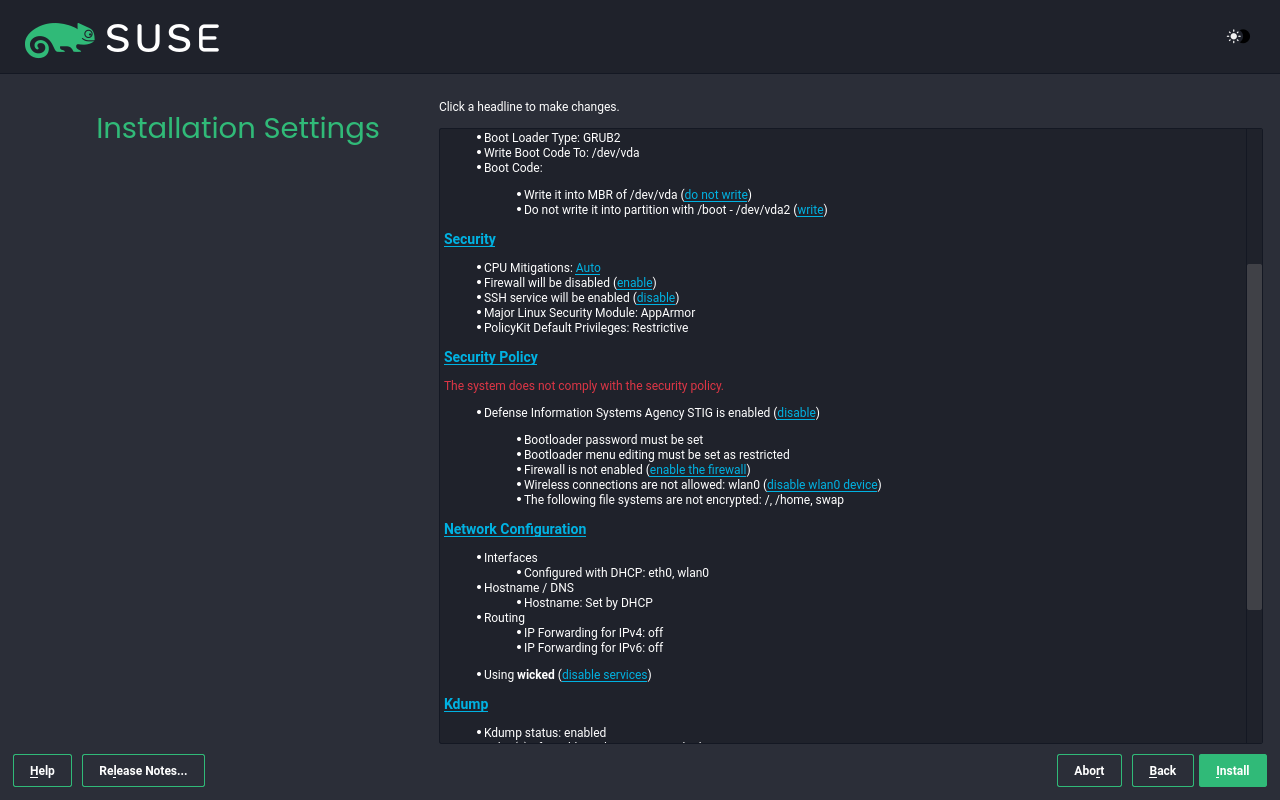 SUSE
Installation Settings
Click a headline to make changes.
• Boot Loader Type: GRUB2
• Write Boot Code To: /dev/vda
• Boot Code:
• Write it into MBR of /dev/vda (do not write)
• Do not write it into partition with /boot - /dev/vda2 (write)
Security
• CPU Mitigations: Auto
• Firewall will be disabled (enable)
• SSH service will be enabled (disable)
• Major Linux Security Module: AppArmor
• PolicyKit Default Privileges: Restrictive
Security Policy
The system does not comply with the security policy.
• Defense Information Systems Agency STIG is enabled (disable)
• Bootloader password must be set
• Bootloader menu editing must be set as restricted
• Firewall is not enabled (enable the firewall)
• Wireless connections are not allowed: wlan0 (disable wlan0 device)
• The following file systems are not encrypted: /, /home, swap
Network Configuration
• Interfaces
• Configured with DHCP: eth0, wlan0
• Hostname / DNS
• Hostname: Set by DHCP
• Routing
• IP Forwarding for IPv4: off
• IP Forwarding for IPv6: off
• Using wicked (disable services)
Kdump
• Kdump status: enabled
Help
Release Notes...
Abort
Back
Install